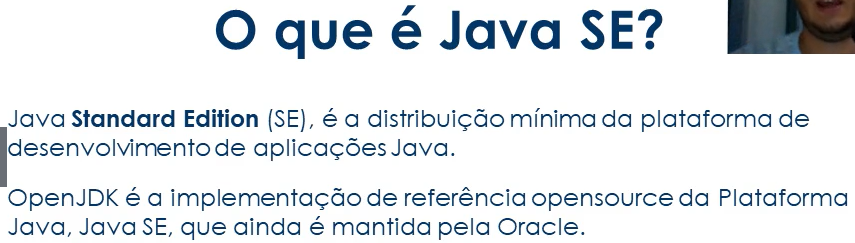 O que é Java SE?
Java Standard Edition (SE), é a distribuição mínima da plataforma de
desenvolvimento de aplicações Java.
OpenJDK é a implementação de referência opensource da Plataforma
Java, Java SE, que ainda é mantida pela Oracle.